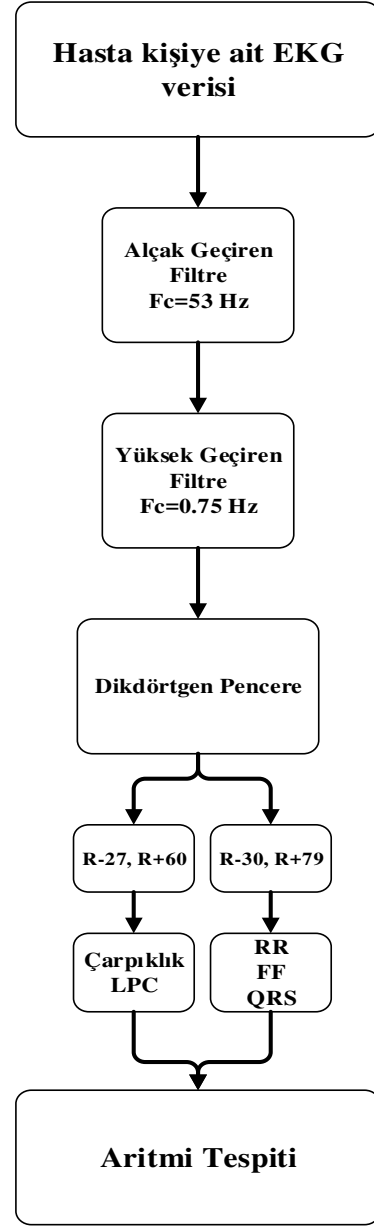 Hasta kişiye ait EKG
verisi
Alçak Geçiren
Filtre
Fc=53 Hz
Yüksek Geçiren
Filtre
Fc=0.75 Hz
Dikdörtgen Pencere
R-27, R+60
R-30, R+79
Çarpıklık
LPC
RR
FF
QRS
Aritmi Tespiti